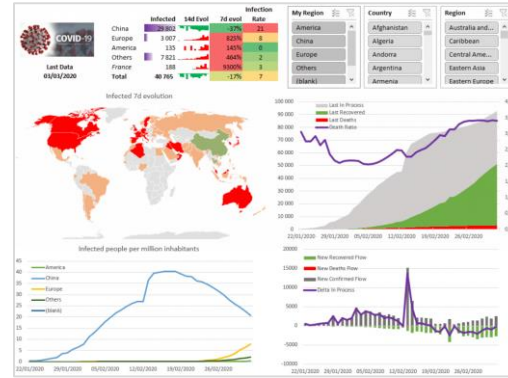 COVID-19
Last Data
03/03/2020
Infected 14d Evol 7d evol Infection Rate
China 29 802 -37% 21
Europe 3 007 825% 8
America 135 145% 0
Others 7 821 464% 2
France 188 9300% 3
Total 40 765 -17% 7
My Region
America
China
Europe
Others
(blank)
Country
Afghanistan
Algeria
Andorra
Argentina
Armenia
Region
Australia and...
Caribbean
Central Ame...
Eastern Asia
Eastern Europe
Infected 7d evolution
100 000
90 000
80 000
70 000
60 000
50 000
40 000
30 000
20 000
10 000
0
Last In Process
Last Recovered
Last Deaths
Death Ratio
22/01/2020 29/01/2020 05/02/2020 12/02/2020 19/02/2020 26/02/2020
Infected people per million inhabitants
45
40
35
30
25
20
15
10
5
0
America
China
Europe
Others
(blank)
22/01/2020 29/01/2020 05/02/2020 12/02/2020 19/02/2020 26/02/2020
20000
15000
10000
5000
0
-5000
-10000
New Recovered Flow
New Deaths Flow
New Confirmed Flow
Delta In Process
22/01/2020 29/01/2020 05/02/2020 12/02/2020 19/02/2020 26/02/2020